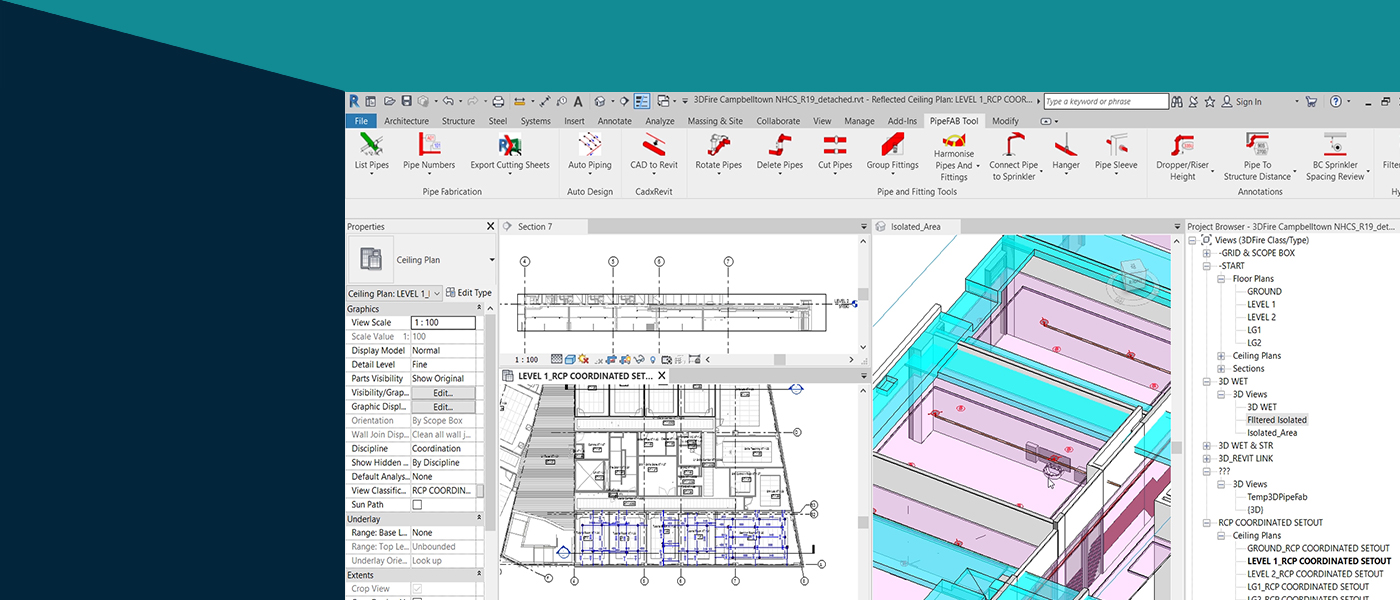 3DFire Campbelltown NHCS_R19_detached.rvt - Reflected Ceiling Plan: LEVEL 1_RCP COOR...
Type a keyword or phrase
Sign In
File Architecture Structure Steel Systems Insert Annotate Analyze Massing & Site Collaborate View Manage Add-Ins PipeFAB Tool Modify
List Pipes
Pipe Numbers
Export Cutting Sheets
Auto Piping
CAD to Revit
Rotate Pipes
Delete Pipes
Cut Pipes
Group Fittings
Harmonise
Pipes And
Fittings
Connect Pipe
to Sprinkler
Hanger
Pipe Sleeve
Dropper/Riser
Height
Pipe To
Structure Distance
BC Sprinkler
Spacing Review
Filter
Pipe Fabrication
Auto Design
CadxRevit
Pipe and Fitting Tools
Annotations
Hy
Properties
Ceiling Plan
Ceiling Plan: LEVEL 1_
Edit Type
Graphics
View Scale 1 : 100
Scale Value 1: 100
Display Model Normal
Detail Level Fine
Parts Visibility Show Original
Visibility/Grap... Edit...
Graphic Displ... Edit...
Orientation By Scope Box
Wall Join Disp... Clean all wall j...
Discipline Coordination
Show Hidden ... By Discipline
Default Analys... None
View Classific... RCP COORDIN...
Sun Path
Underlay
Range: Base L... None
Range: Top Le... Unbounded
Underlay Orie... Look up
Extents
Crop View
Section 7
4 5 6 7
1 : 100
LEVEL 1_RCP COORDINATED SET...
Isolated_Area
Project Browser - 3DFire Campbelltown NHCS_R19_det...
Views (3DFire Class/Type)
-GRID & SCOPE BOX
-START
Floor Plans
GROUND
LEVEL 1
LEVEL 2
LG1
LG2
Ceiling Plans
Sections
3D WET
3D Views
3D WET
Filtered Isolated
Isolated_Area
3D WET & STR
3D_REVIT LINK
???
3D Views
Temp3DPipeFab
{3D}
RCP COORDINATED SETOUT
Ceiling Plans
GROUND_RCP COORDINATED SETOUT
LEVEL 1_RCP COORDINATED SETOUT
LEVEL 2_RCP COORDINATED SETOUT
LG1_RCP COORDINATED SETOUT
LG2_RCP COORDINATED SETOUT